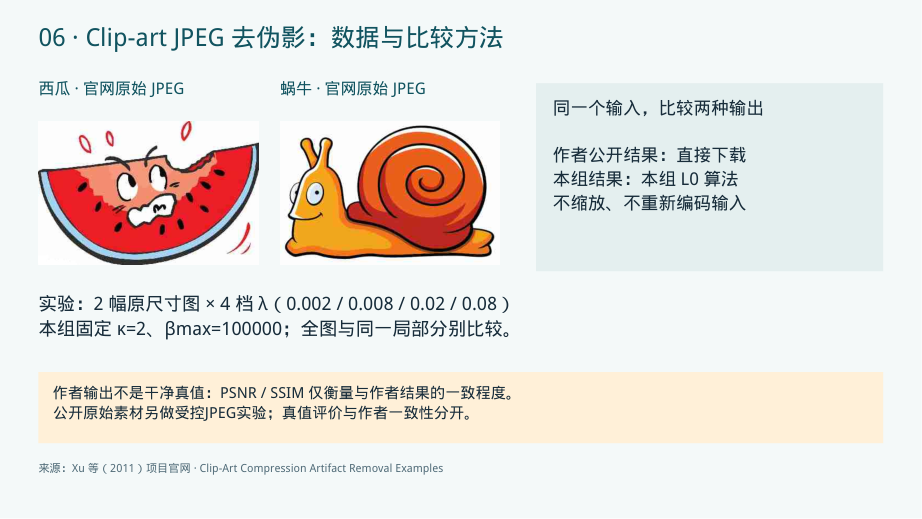 06 · Clip-art JPEG 去伪影：数据与比较方法
西瓜 · 官网原始 JPEG
蜗牛 · 官网原始 JPEG
同一个输入，比较两种输出
作者公开结果：直接下载
本组结果：本组 L0 算法
不缩放、不重新编码输入
实验：2 幅原尺寸图 × 4 档 λ（0.002 / 0.008 / 0.02 / 0.08）
本组固定 κ=2、βmax=100000；全图与同一局部分别比较。
作者输出不是干净真值：PSNR / SSIM 仅衡量与作者结果的一致程度。
公开原始素材另做受控JPEG实验；真值评价与作者一致性分开。
来源：Xu 等（2011）项目官网 · Clip-Art Compression Artifact Removal Examples